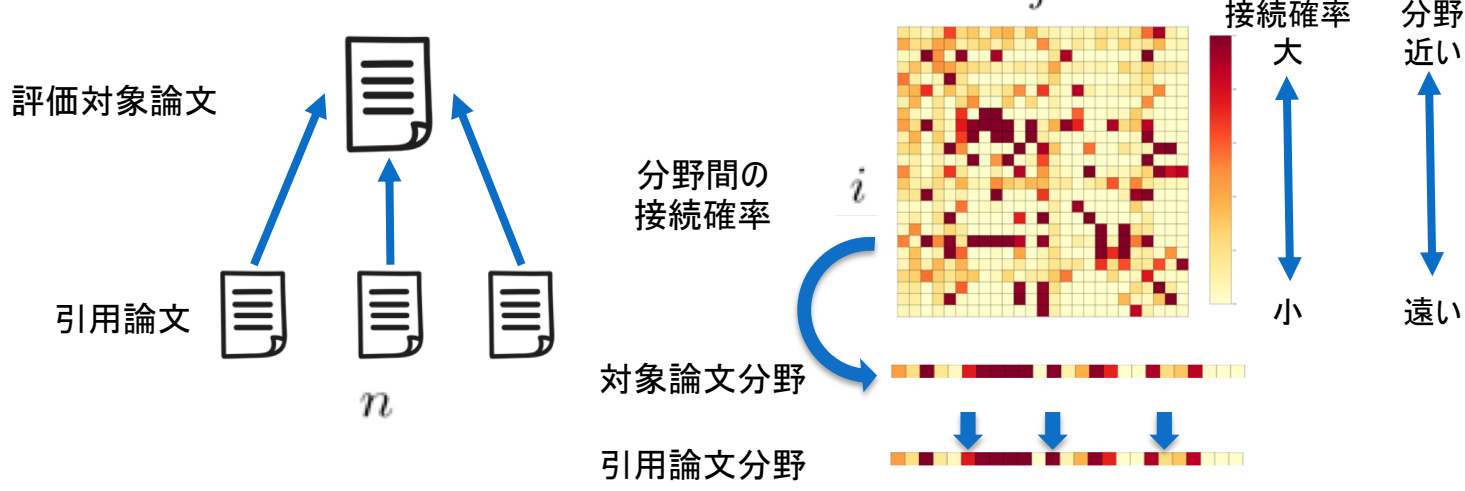 評価対象論文
引用論文
n
j
接続確率
大
小
分野
近い
遠い
分野間の
接続確率
i
対象論文分野
引用論文分野